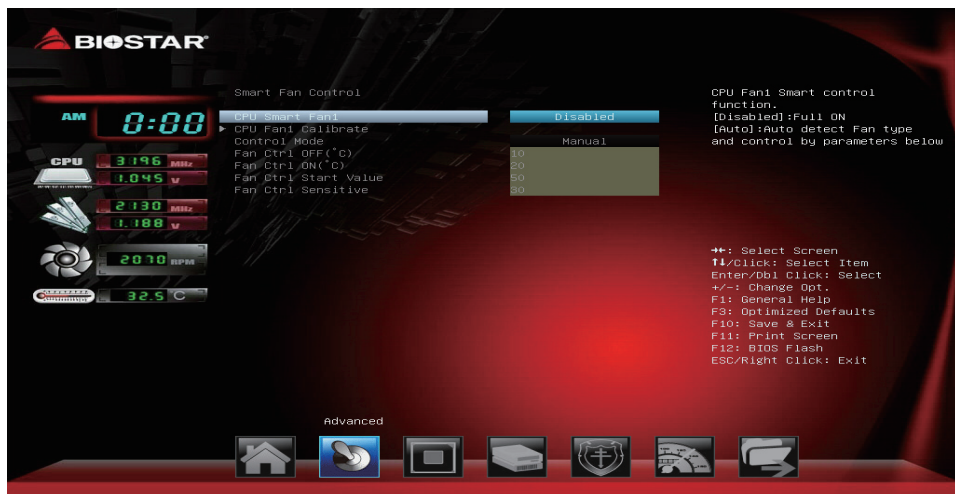 BIOSTAR
Smart Fan Control
CPU Smart Fan1 Disabled
CPU Fan1 Calibrate
Control Mode Manual
Fan Ctrl OFF(°C) 10
Fan Ctrl ON(°C) 20
Fan Ctrl Start Value 50
Fan Ctrl Sensitive 30
AM 0:00
CPU 3196 MHz
1.045 V
2130 MHz
1.188 V
2070 RPM
32.5 C
CPU Fan1 Smart control
function.
[Disabled]:Full ON
[Auto]:Auto detect Fan type
and control by parameters below
→←: Select Screen
↑↓/Click: Select Item
Enter/Dbl Click: Select
+/-: Change Opt.
F1: General Help
F3: Optimized Defaults
F10: Save & Exit
F11: Print Screen
F12: BIOS Flash
ESC/Right Click: Exit
Advanced